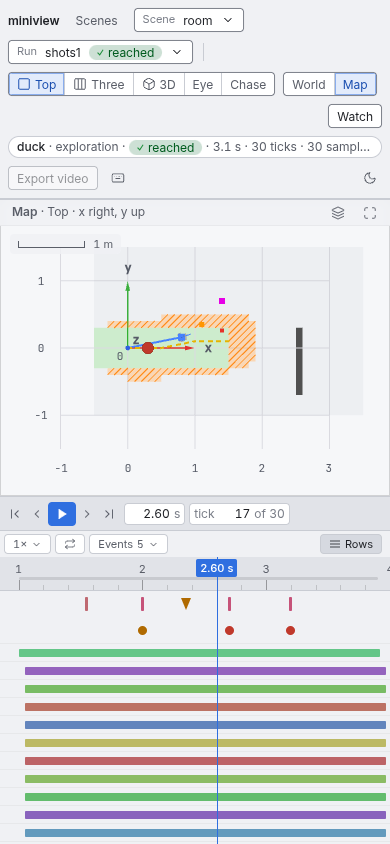 miniview Scenes Scene room
Run shots1 ✓ reached
Top Three 3D Eye Chase World Map
Watch
duck · exploration · ✓ reached · 3.1 s · 30 ticks · 30 sampl...
Export video
Map · Top · x right, y up
1 m
y
1
z
0
0
x
-1
-1 0 1 2 3
2.60 s tick 17 of 30
1× Events 5 Rows
1 2 2.60 s 3 4